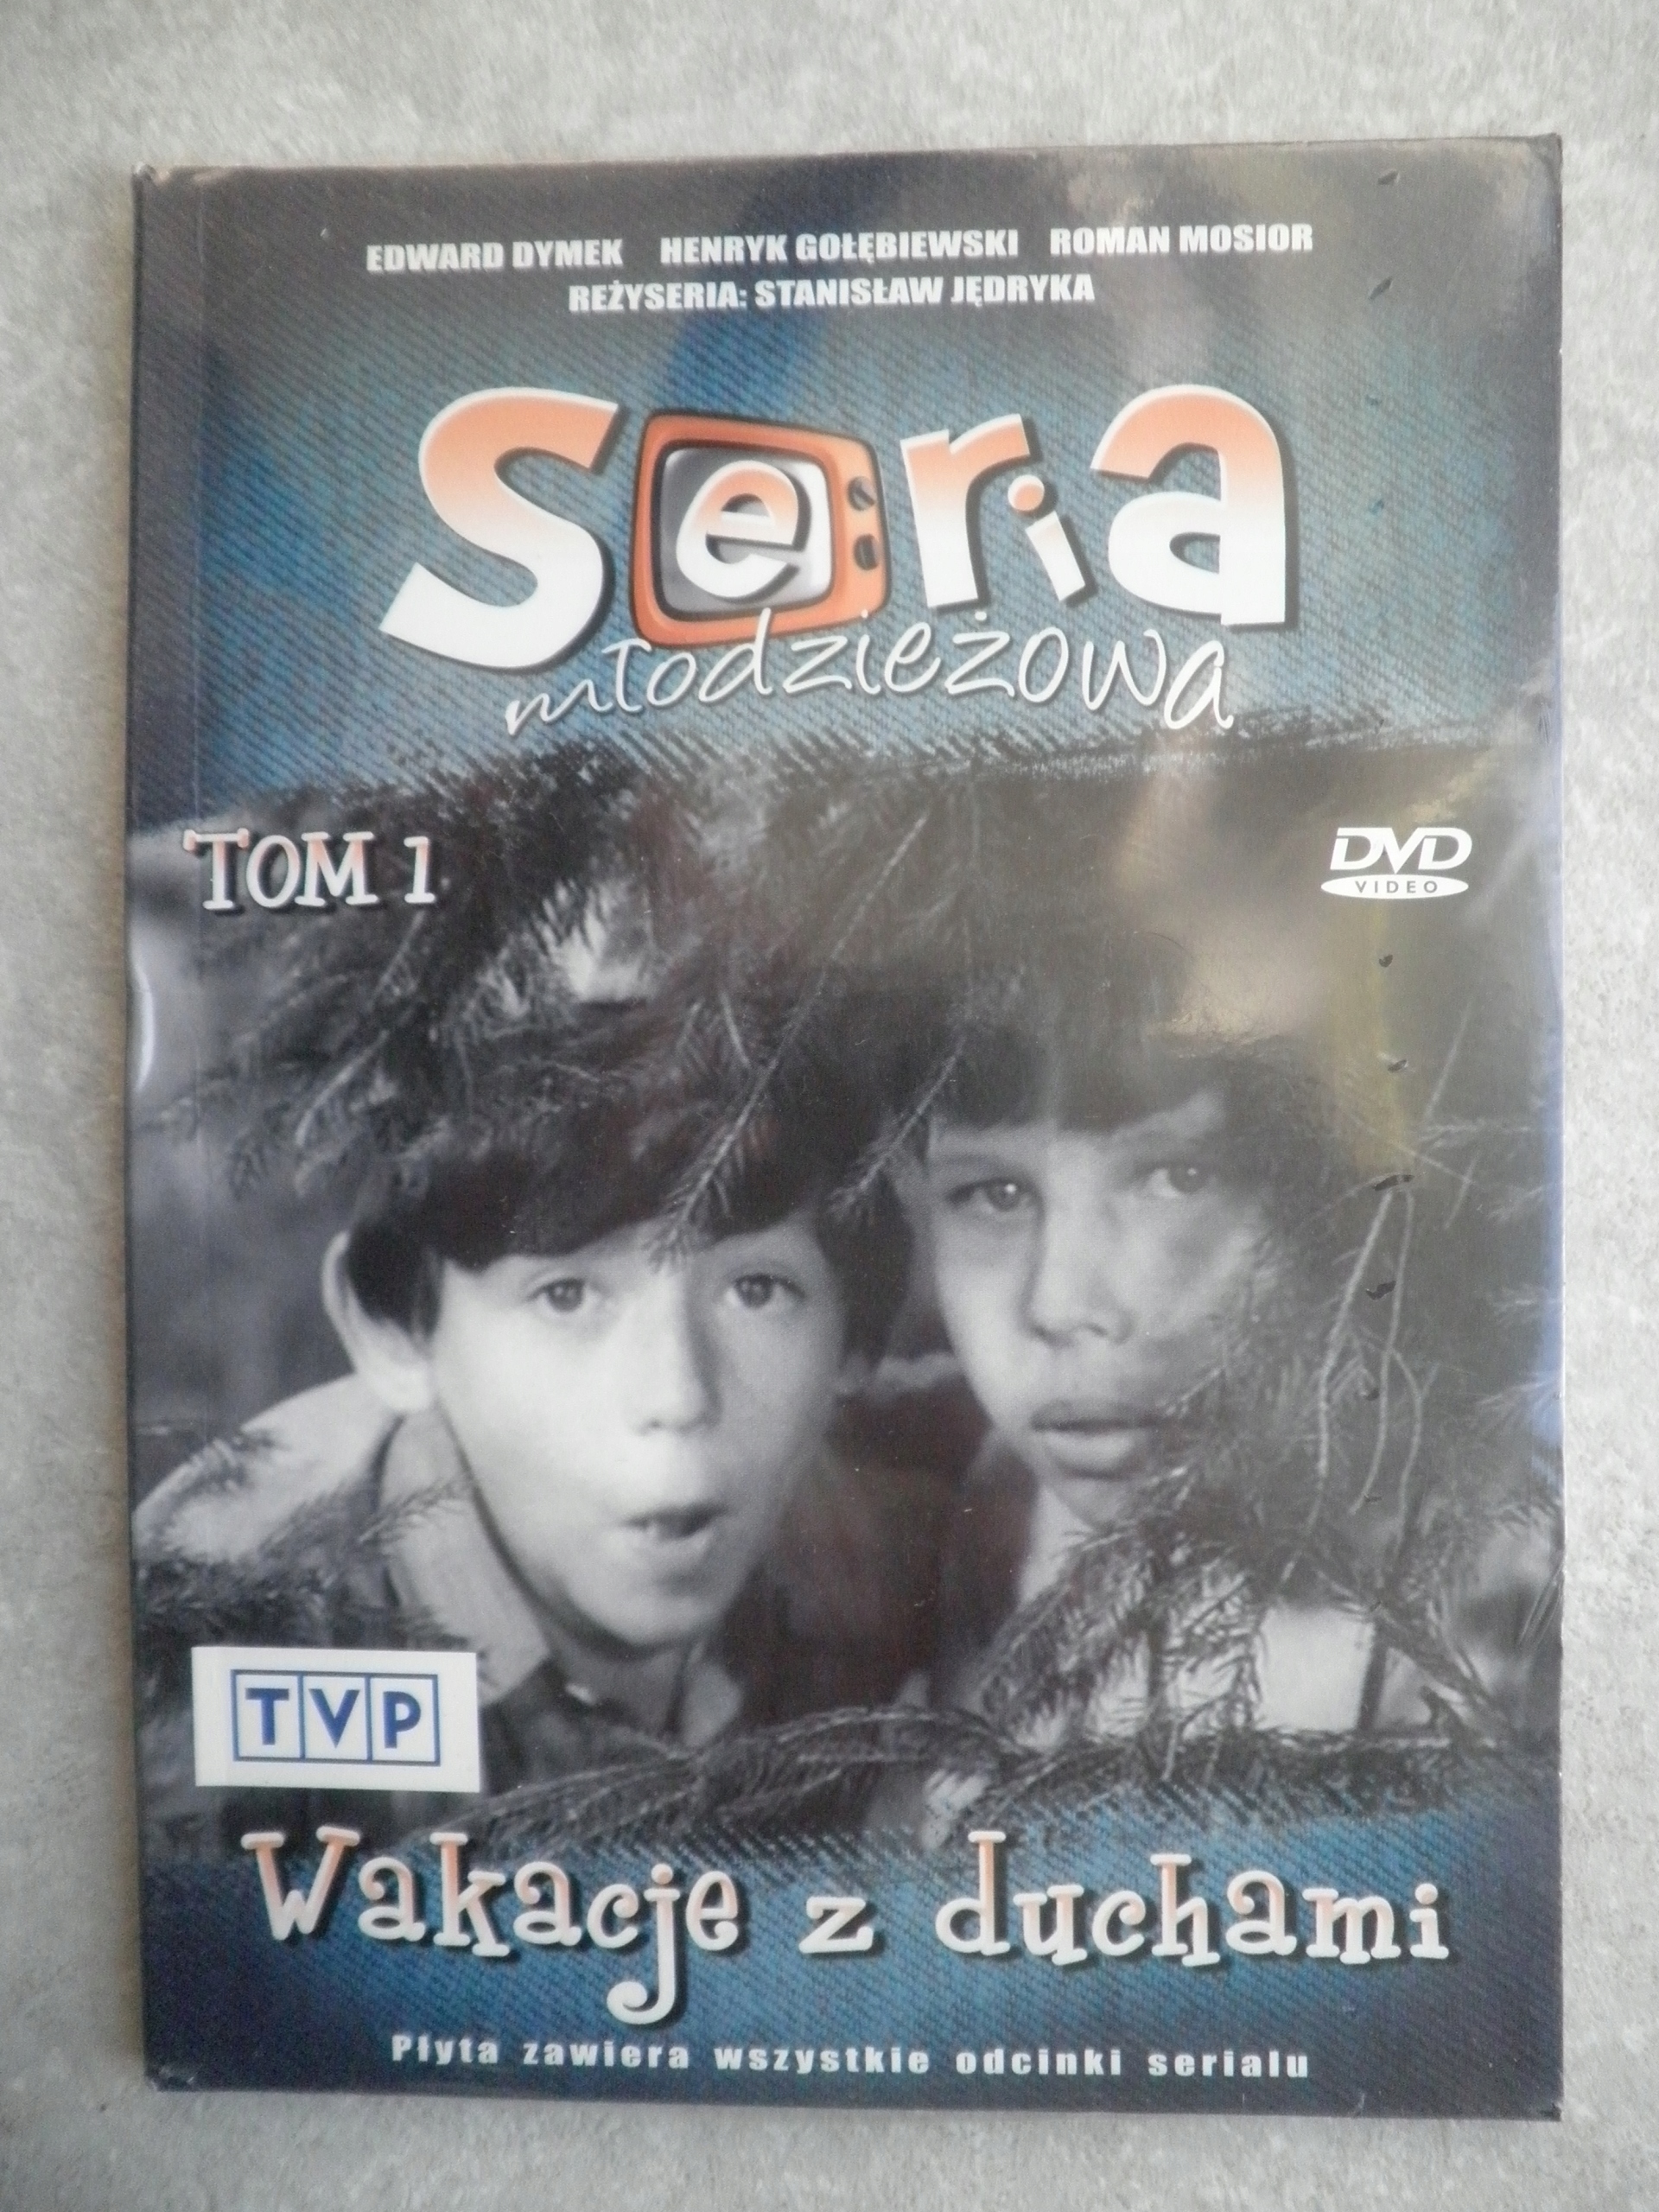 EDWARD DYMEK HENRYK GOŁĘBIEWSKI ROMAN MOSIOR
REŻYSERIA: STANISŁAW JĘDRYKA
Seria
młodzieżowa
TOM 1
DVD
VIDEO
TVP
Wakacje z duchami
Płyta zawiera wszystkie odcinki serialu